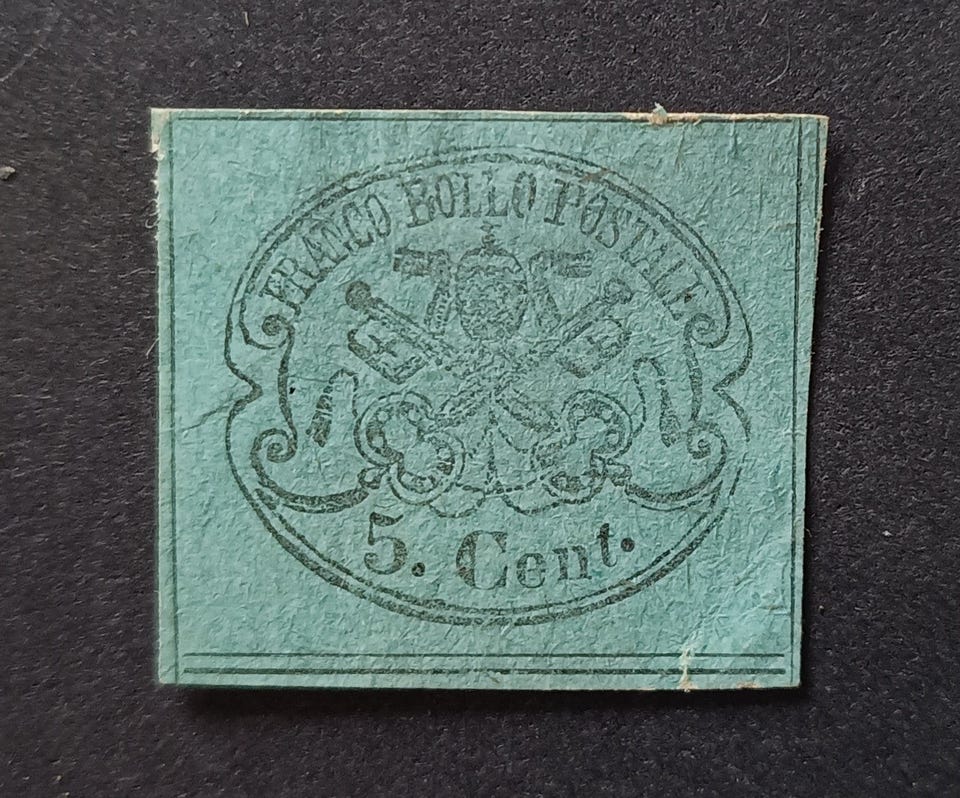 FRANCO BOLLO POSTALE
5. Cent.